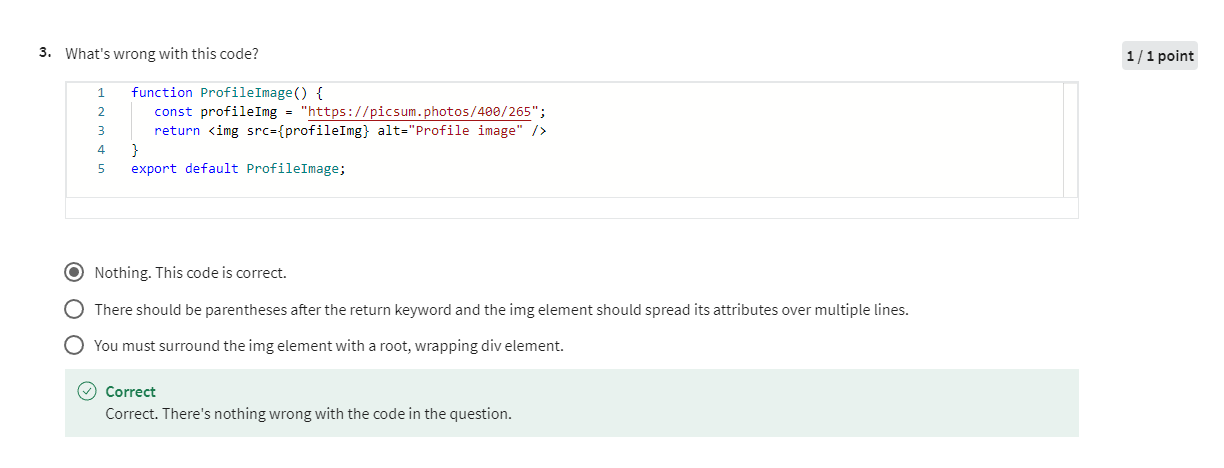 3. What's wrong with this code?
1 / 1 point
1 function ProfileImage() {
2 const profileImg = "https://picsum.photos/400/265";
3 return <img src={profileImg} alt="Profile image" />
4 }
5 export default ProfileImage;
Nothing. This code is correct.
There should be parentheses after the return keyword and the img element should spread its attributes over multiple lines.
You must surround the img element with a root, wrapping div element.
Correct
Correct. There's nothing wrong with the code in the question.